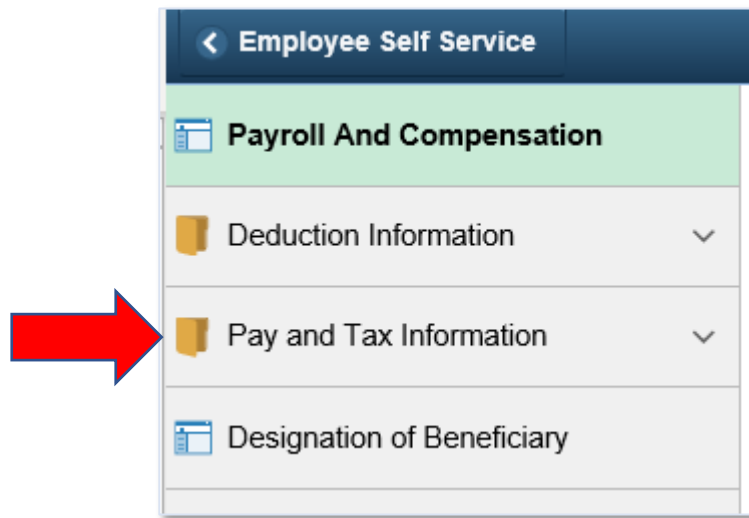 Employee Self Service
Payroll And Compensation
Deduction Information
Pay and Tax Information
Designation of Beneficiary